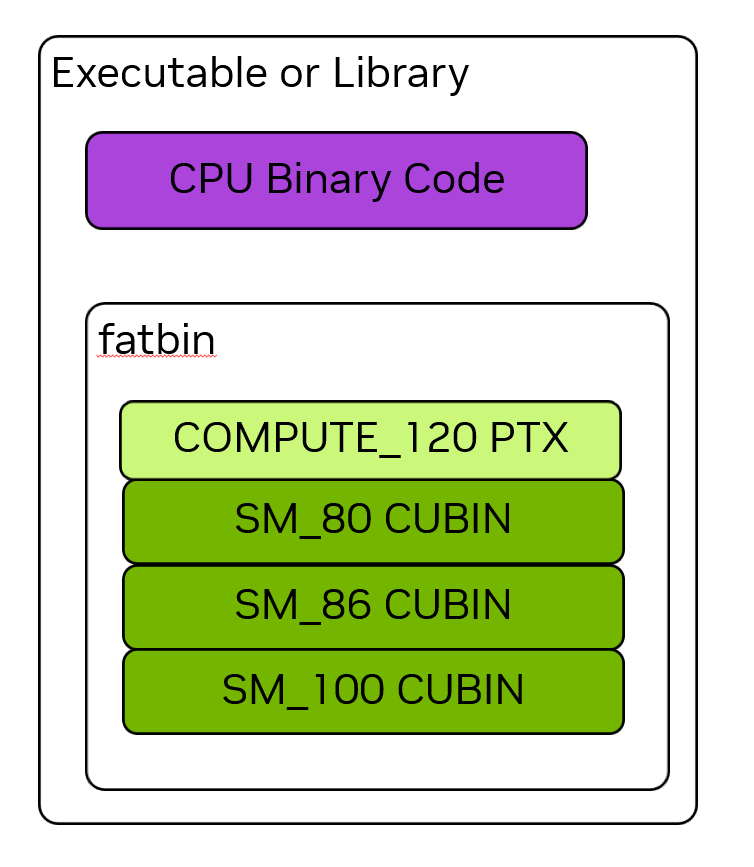 Executable or Library
CPU Binary Code
fatbin
COMPUTE_120 PTX
SM_80 CUBIN
SM_86 CUBIN
SM_100 CUBIN